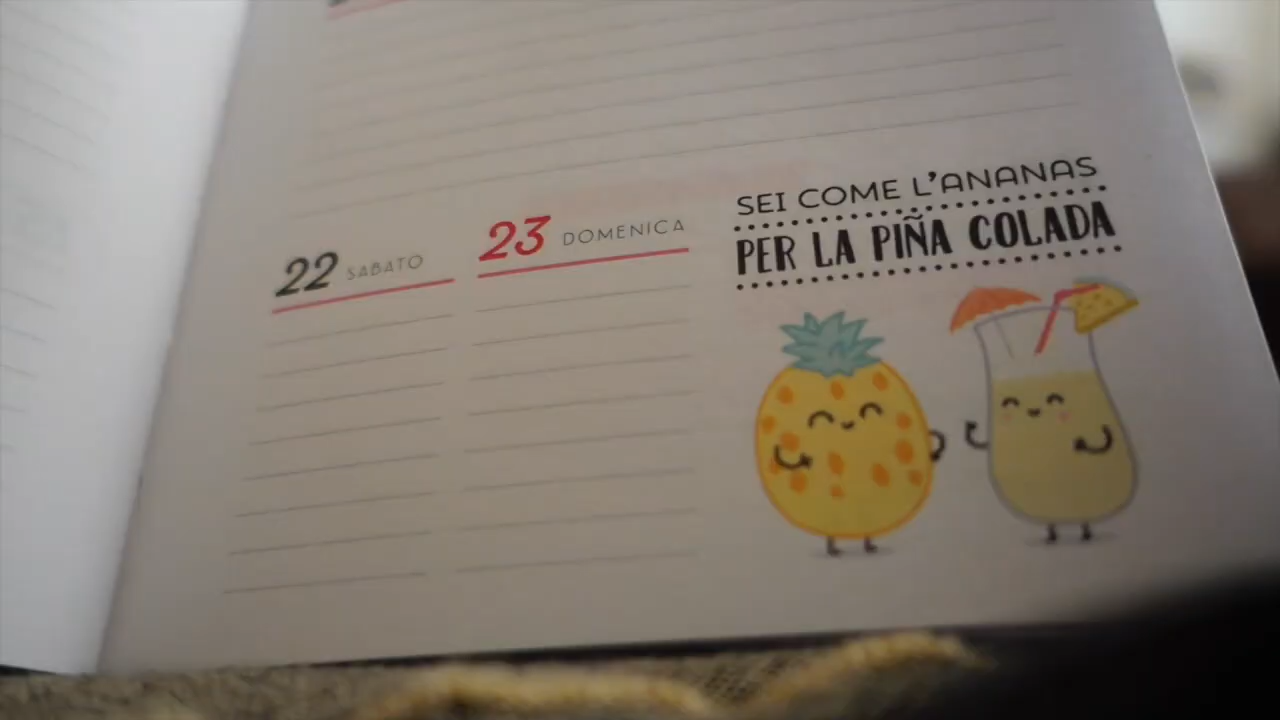 22 SABATO
23 DOMENICA
SEI COME L'ANANAS
PER LA PIÑA COLADA